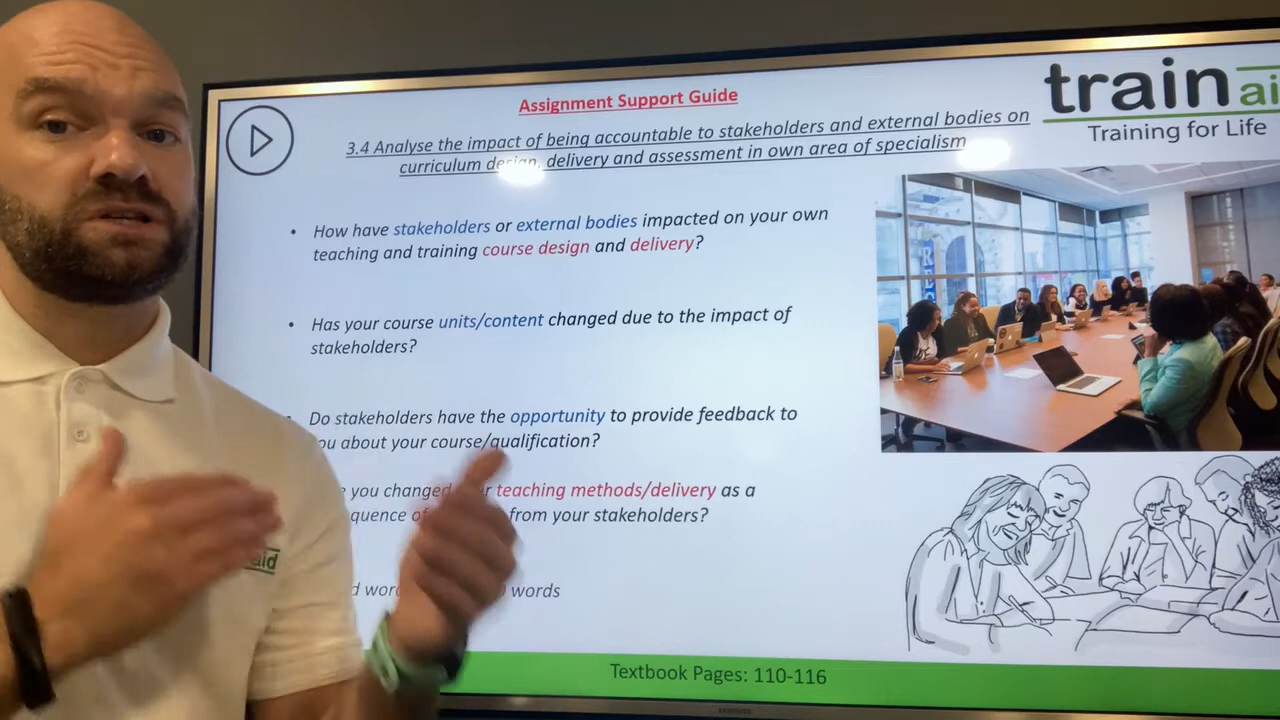 Assignment Support Guide
train aid
Training for Life
3.4 Analyse the impact of being accountable to stakeholders and external bodies on
curriculum design, delivery and assessment in own area of specialism
• How have stakeholders or external bodies impacted on your own
teaching and training course design and delivery?
• Has your course units/content changed due to the impact of
stakeholders?
Do stakeholders have the opportunity to provide feedback to
about your course/qualification?
you changed teaching methods/delivery as a
from your stakeholders?
words
aid
Textbook Pages: 110-116
SAMSUNG